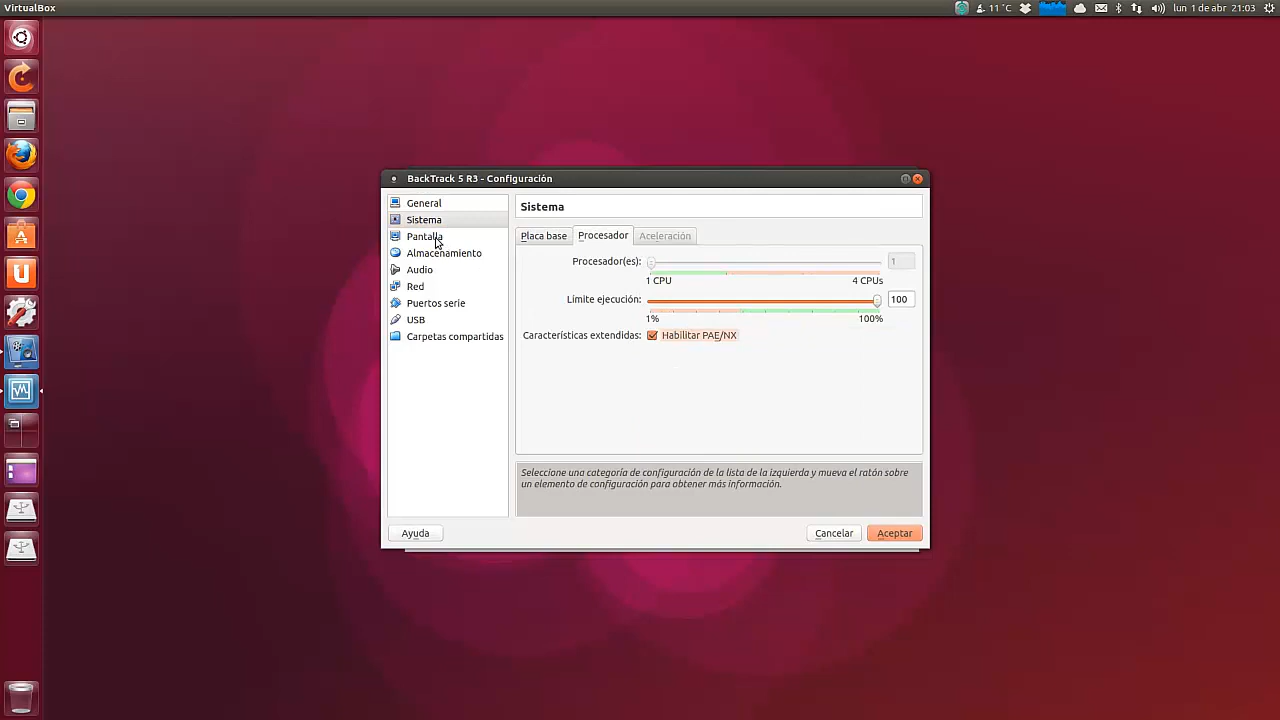 VirtualBox
11 °C
lun 1 de abr 21:03
BackTrack 5 R3 - Configuración
General
Sistema
Pantalla
Almacenamiento
Audio
Red
Puertos serie
USB
Carpetas compartidas
Sistema
Placa base
Procesador
Aceleración
Procesador(es):
1
1 CPU
4 CPUs
Límite ejecución:
100
1%
100%
Características extendidas:
Habilitar PAE/NX
Seleccione una categoría de configuración de la lista de la izquierda y mueva el ratón sobre
un elemento de configuración para obtener más información.
Ayuda
Cancelar
Aceptar